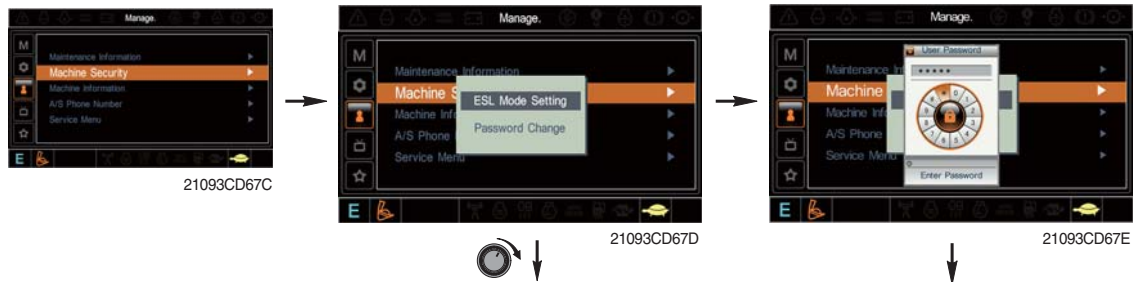 Manage.
M
Maintenance Information
Machine Security
Machine Information
A/S Phone Number
Service Menu
E
21093CD67C
Manage.
M
Maintenance Information
Machine S
ESL Mode Setting
Machine Info
Password Change
A/S Phone
Service Menu
E
21093CD67D
Manage.
M
User Password
Maintenance In
*****
Machine
Machine Info
A/S Phone
Service Menu
Enter Password
E
21093CD67E